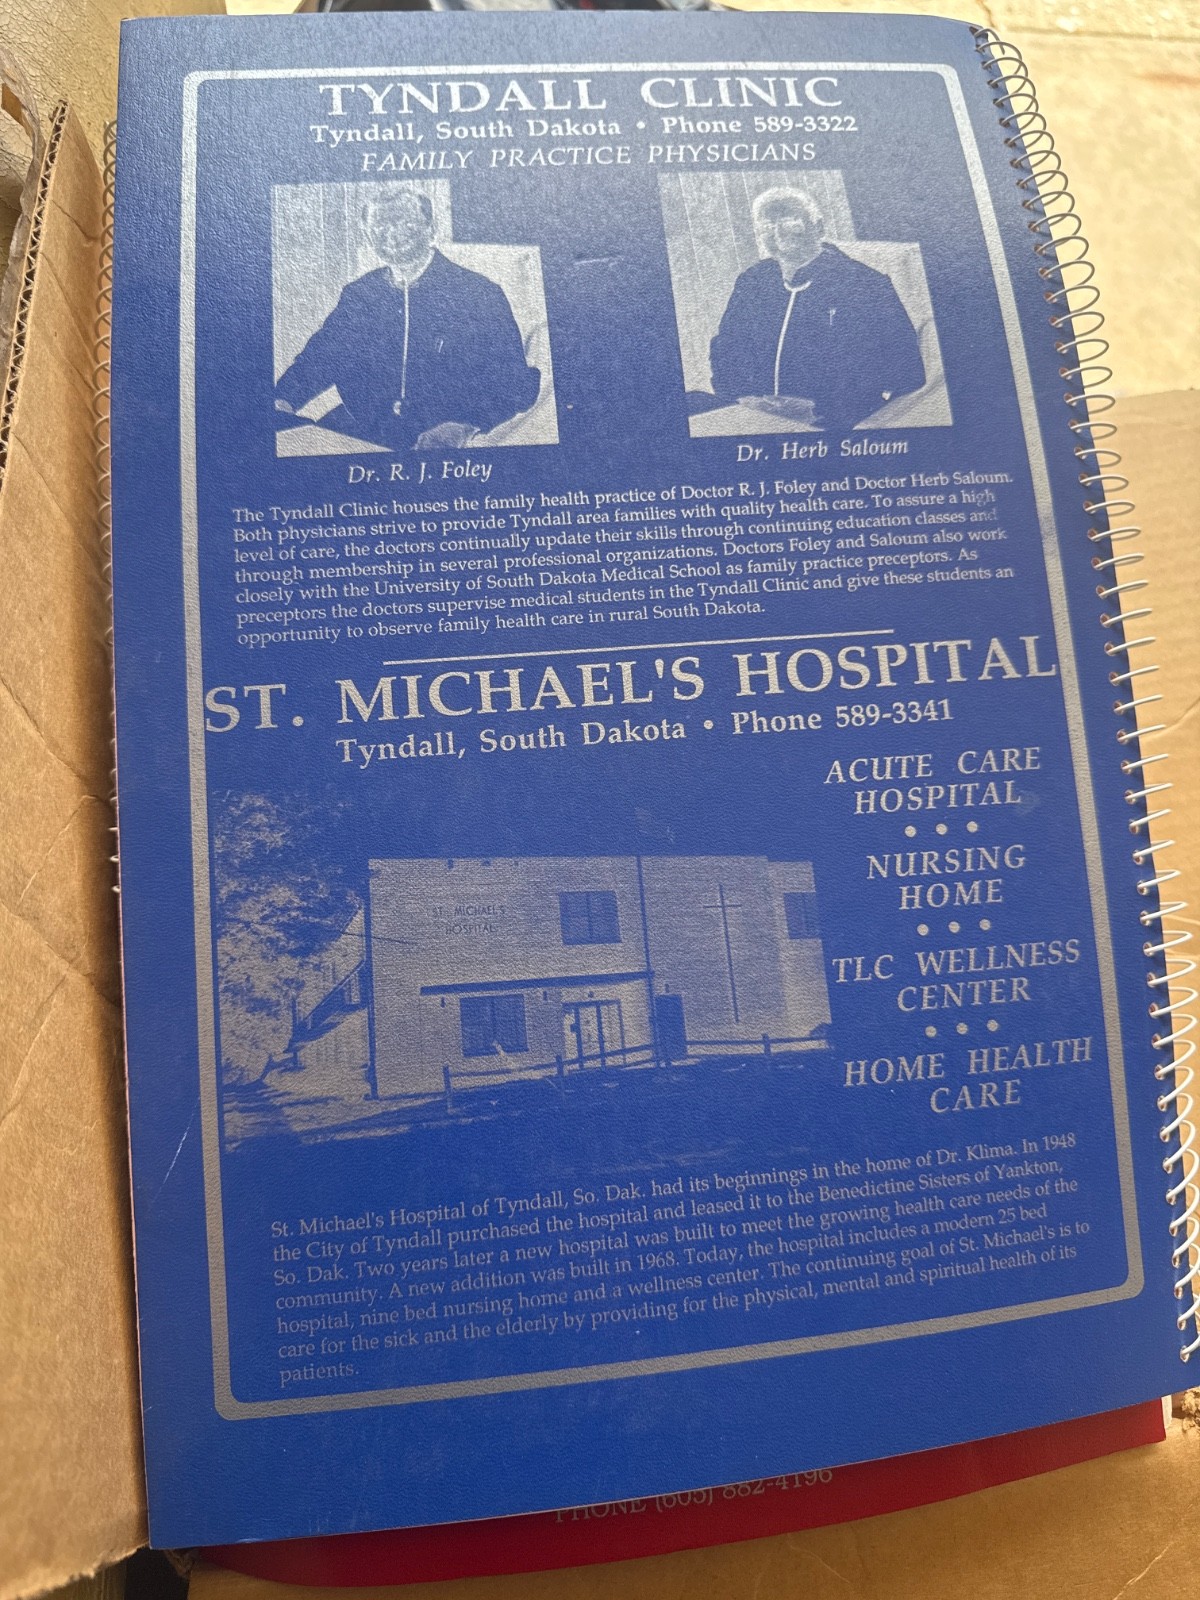 TYNDALL CLINIC
Tyndall, South Dakota • Phone 589-3322
FAMILY PRACTICE PHYSICIANS
Dr. R. J. Foley
Dr. Herb Saloum
The Tyndall Clinic houses the family health practice of Doctor R. J. Foley and Doctor Herb Saloum.
Both physicians strive to provide Tyndall area families with quality health care. To assure a high
level of care, the doctors continually update their skills through continuing education classes and
through membership in several professional organizations. Doctors Foley and Saloum also work
closely with the University of South Dakota Medical School as family practice preceptors. As
preceptors the doctors supervise medical students in the Tyndall Clinic and give these students an
opportunity to observe family health care in rural South Dakota.
ST. MICHAEL'S HOSPITAL
Tyndall, South Dakota • Phone 589-3341
ACUTE CARE
HOSPITAL
• • •
NURSING
HOME
• • •
TLC WELLNESS
CENTER
• • •
HOME HEALTH
CARE
ST. MICHAEL'S
HOSPITAL
St. Michael's Hospital of Tyndall, So. Dak. had its beginnings in the home of Dr. Klima. In 1948
the City of Tyndall purchased the hospital and leased it to the Benedictine Sisters of Yankton,
So. Dak. Two years later a new hospital was built to meet the growing health care needs of the
community. A new addition was built in 1968. Today, the hospital includes a modern 25 bed
hospital, nine bed nursing home and a wellness center. The continuing goal of St. Michael's is to
care for the sick and the elderly by providing for the physical, mental and spiritual health of its
patients.
PHONE (605) 882-4196